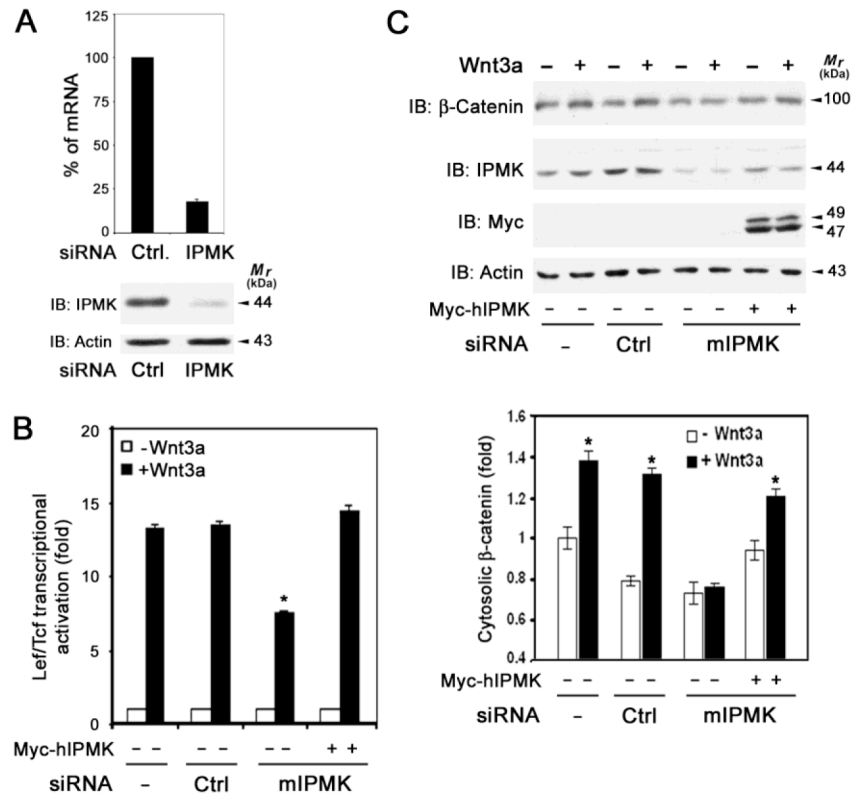 A
125
100
75
50
25
0
% of mRNA
siRNA Ctrl. IPMK
Mr
(kDa)
IB: IPMK 44
IB: Actin 43
siRNA Ctrl IPMK
B
20
15
10
5
0
Lef/Tcf transcriptional
activation (fold)
- Wnt3a
+Wnt3a
*
Myc-hIPMK – – – – – – + +
siRNA - Ctrl mIPMK
C
Wnt3a – + – + – + – +
Mr
(kDa)
IB: β-Catenin 100
IB: IPMK 44
IB: Myc 49
47
IB: Actin 43
Myc-hIPMK – – – – – – + +
siRNA – Ctrl mIPMK
1.6
1.4
1.2
1
0.8
0.6
0.4
Cytosolic β-catenin (fold)
- Wnt3a
+ Wnt3a
* * *
Myc-hIPMK – – – – – – + +
siRNA - Ctrl mIPMK